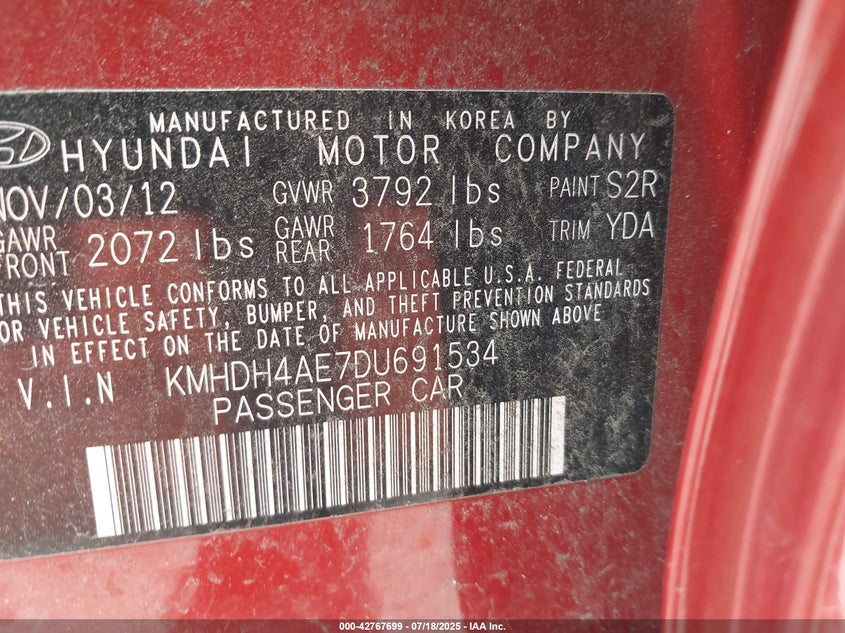 MANUFACTURED IN KOREA BY
HYUNDAI MOTOR COMPANY
NOV/03/12 GVWR 3792 lbs PAINT S2R
GAWR FRONT 2072 lbs GAWR REAR 1764 lbs TRIM YDA
THIS VEHICLE CONFORMS TO ALL APPLICABLE U.S.A. FEDERAL
MOTOR VEHICLE SAFETY, BUMPER, AND THEFT PREVENTION STANDARDS
IN EFFECT ON THE DATE OF MANUFACTURE SHOWN ABOVE
V.I.N KMHDH4AE7DU691534
PASSENGER CAR
000-42767699 - 07/18/2025 - IAA Inc.